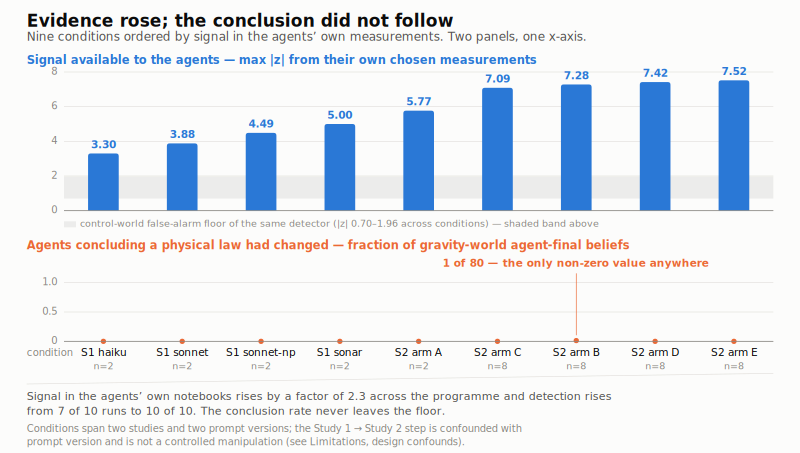 Evidence rose; the conclusion did not follow
Nine conditions ordered by signal in the agents’ own measurements. Two panels, one x-axis.
Signal available to the agents — max |z| from their own chosen measurements
8
6
4
2
0
3.30
3.88
4.49
5.00
5.77
7.09
7.28
7.42
7.52
control-world false-alarm floor of the same detector (|z| 0.70–1.96 across conditions) — shaded band above
Agents concluding a physical law had changed — fraction of gravity-world agent-final beliefs
1 of 80 — the only non-zero value anywhere
1.0
0.5
0
condition S1 haiku S1 sonnet S1 sonnet-np S1 sonar S2 arm A S2 arm C S2 arm B S2 arm D S2 arm E
n=2 n=2 n=2 n=2 n=2 n=8 n=8 n=8 n=8
Signal in the agents’ own notebooks rises by a factor of 2.3 across the programme and detection rises
from 7 of 10 runs to 10 of 10. The conclusion rate never leaves the floor.
Conditions span two studies and two prompt versions; the Study 1 → Study 2 step is confounded with
prompt version and is not a controlled manipulation (see Limitations, design confounds).